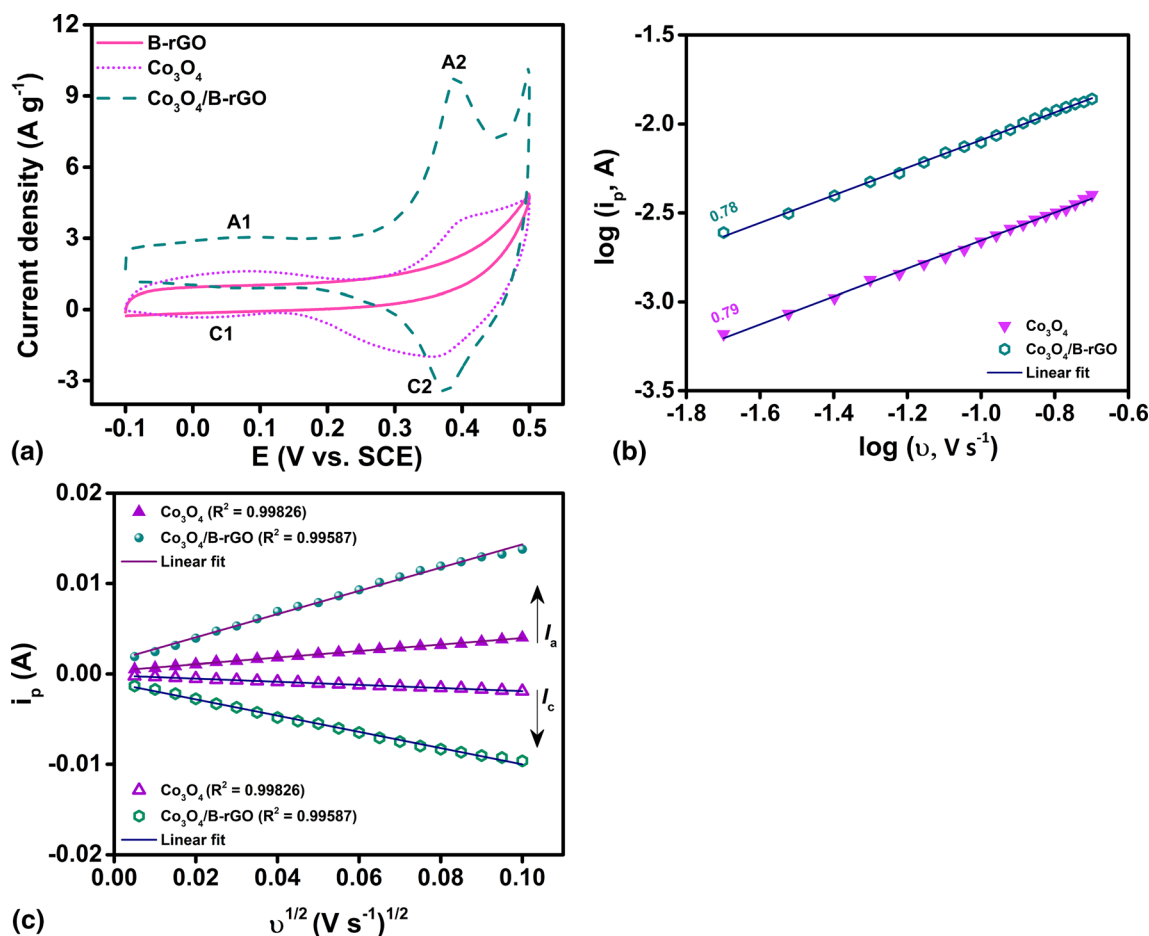 12
9
6
3
0
-3
Current density (A g⁻¹)
B-rGO
Co₃O₄
Co₃O₄/B-rGO
A2
A1
C1
C2
-0.1 0.0 0.1 0.2 0.3 0.4 0.5
E (V vs. SCE)
(a)
-1.5
-2.0
-2.5
-3.0
-3.5
log (iₚ, A)
0.78
0.79
Co₃O₄
Co₃O₄/B-rGO
Linear fit
-1.8 -1.6 -1.4 -1.2 -1.0 -0.8 -0.6
log (υ, V s⁻¹)
(b)
0.02
0.01
0.00
-0.01
-0.02
iₚ (A)
Co₃O₄ (R² = 0.99826)
Co₃O₄/B-rGO (R² = 0.99587)
Linear fit
Iₐ
I꜀
Co₃O₄ (R² = 0.99826)
Co₃O₄/B-rGO (R² = 0.99587)
Linear fit
0.00 0.02 0.04 0.06 0.08 0.10
υ¹/² (V s⁻¹)¹/²
(c)